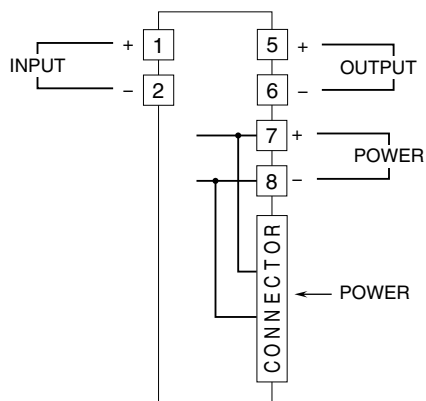 + 1 5 +
INPUT OUTPUT
− 2 6 −
7 +
POWER
8 −
CONNECTOR
POWER